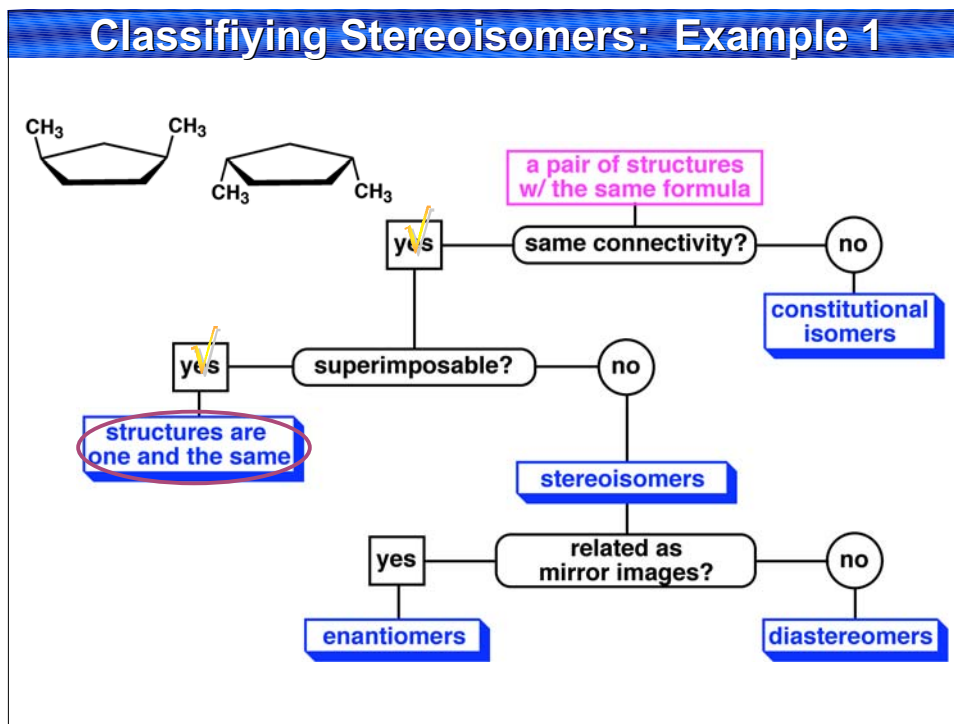 Classifiying Stereoisomers:  Example 1
CH3
CH3
CH3
CH3
a pair of structures
w/ the same formula
yes
√
same connectivity?
no
constitutional
isomers
yes
√
superimposable?
no
structures are
one and the same
stereoisomers
yes
related as
mirror images?
no
enantiomers
diastereomers